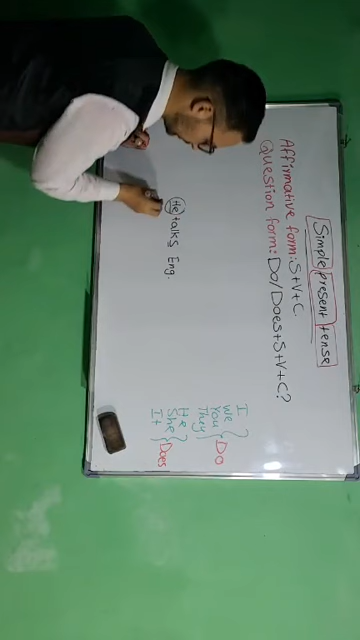 Simple present tense
Affirmative form: S+V+C.
Question form: Do/Does+S+V+C?
He talks Eng.
I
We
You } Do
They
He
She } Does
It